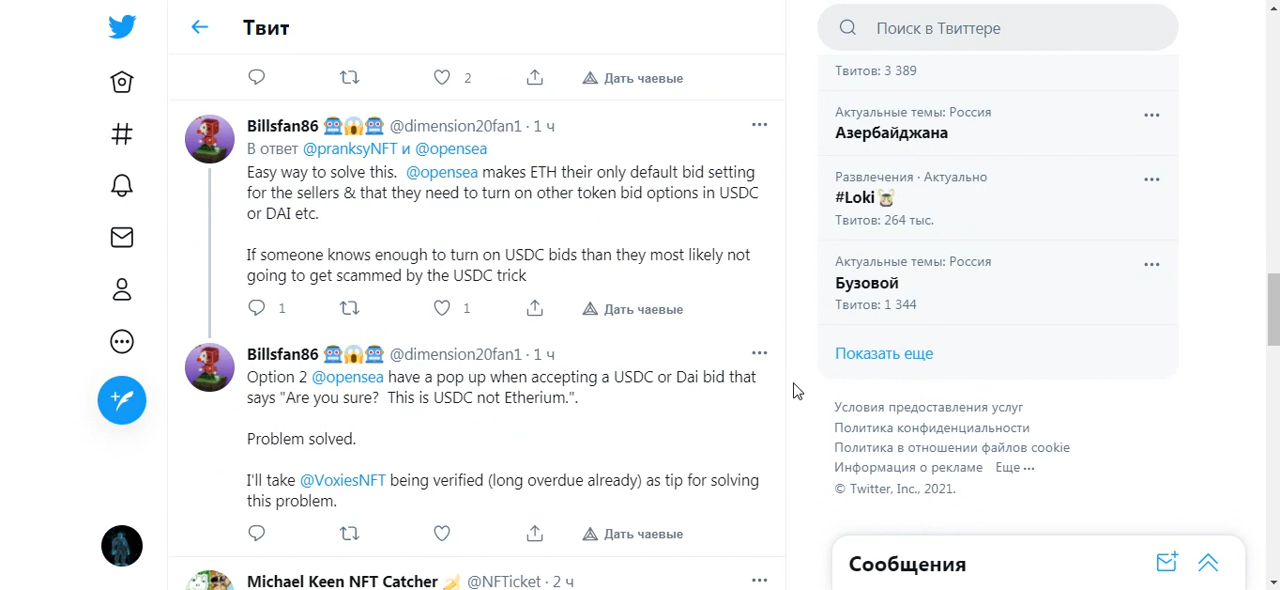 Твит
2
Дать чаевые
Billsfan86 🤖😱🤖 @dimension20fan1 · 1 ч
В ответ @pranksyNFT и @opensea
Easy way to solve this.  @opensea makes ETH their only default bid setting
for the sellers & that they need to turn on other token bid options in USDC
or DAI etc.
If someone knows enough to turn on USDC bids than they most likely not
going to get scammed by the USDC trick
1
1
Дать чаевые
Billsfan86 🤖😱🤖 @dimension20fan1 · 1 ч
Option 2 @opensea have a pop up when accepting a USDC or Dai bid that
says "Are you sure?  This is USDC not Etherium.".
Problem solved.
I'll take @VoxiesNFT being verified (long overdue already) as tip for solving
this problem.
Дать чаевые
Michael Keen NFT Catcher 🍌 @NFTicket · 2 ч
Поиск в Твиттере
Твитов: 3 389
Актуальные темы: Россия
Азербайджана
Развлечения · Актуально
#Loki
Твитов: 264 тыс.
Актуальные темы: Россия
Бузовой
Твитов: 1 344
Показать еще
Условия предоставления услуг
Политика конфиденциальности
Политика в отношении файлов cookie
Информация о рекламе Еще ···
© Twitter, Inc., 2021.
Сообщения